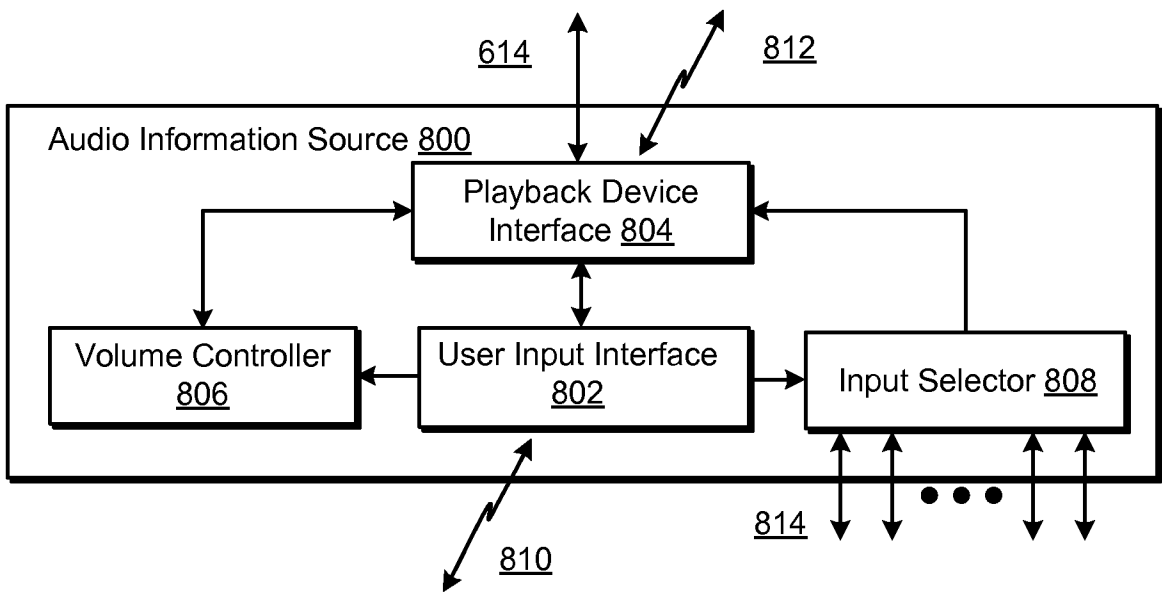 614
812
Audio Information Source 800
Playback Device
Interface 804
Volume Controller
806
User Input Interface
802
Input Selector 808
814
810